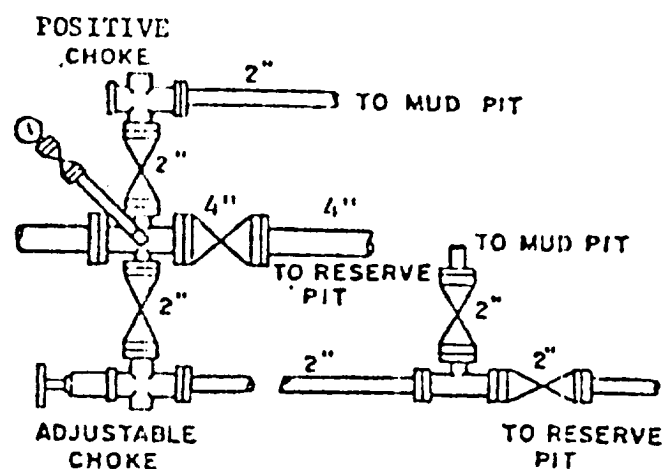 POSITIVE
CHOKE
2"
TO MUD PIT
2"
4"
4"
TO MUD PIT
TO RESERVE
PIT
2"
2"
2"
2"
ADJUSTABLE
CHOKE
TO RESERVE
PIT